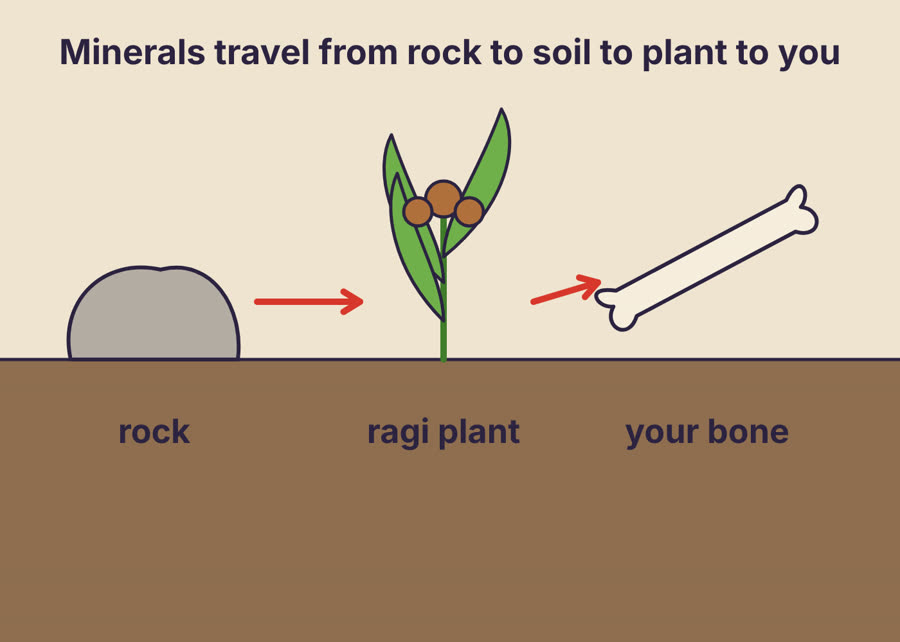 Minerals travel from rock to soil to plant to you
rock
ragi plant
your bone